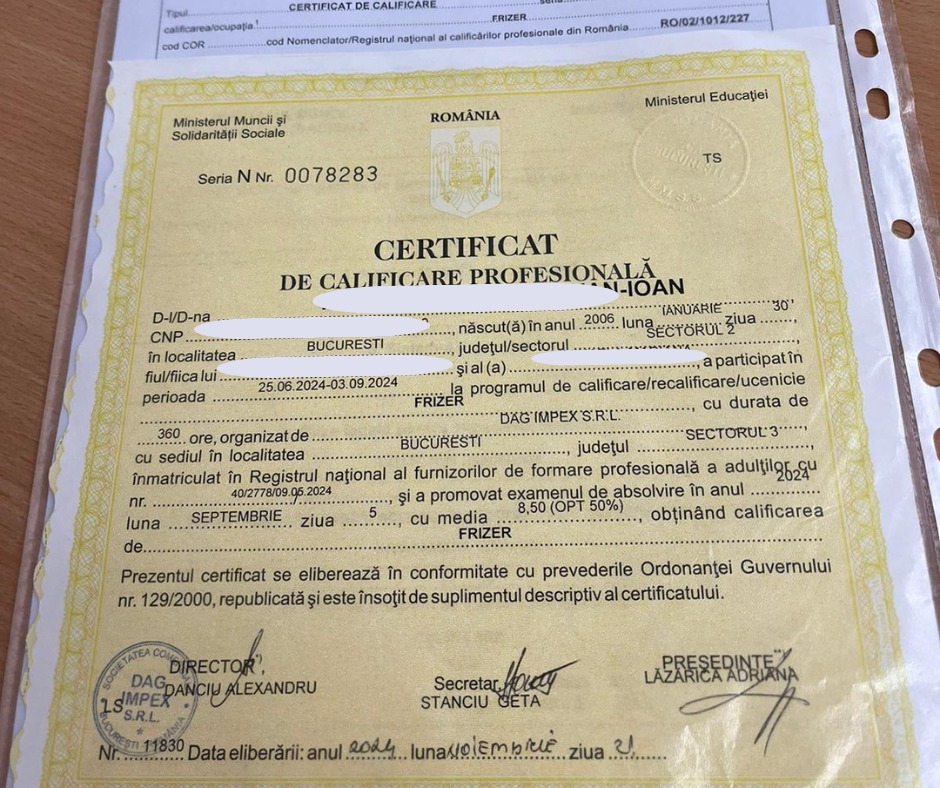 Tipul
CERTIFICAT DE CALIFICARE
calificarea/ocupația¹ FRIZER
cod COR cod Nomenclator/Registrul național al calificărilor profesionale din România RO/02/1012/227
Ministerul Muncii și
Solidarității Sociale
ROMÂNIA
Ministerul Educației
TS
Seria N Nr. 0078283
CERTIFICAT
DE CALIFICARE PROFESIONALĂ
N-IOAN
D-l/D-na
CNP , născut(ă) în anul 2006 luna IANUARIE ziua 30,
în localitatea BUCURESTI, județul/sectorul SECTORUL 2
fiul/fiica lui și al (a) , a participat în
perioada 25.06.2024-03.09.2024 la programul de calificare/recalificare/ucenicie
FRIZER, cu durata de
360 ore, organizat de DAG IMPEX S.R.L.
cu sediul în localitatea BUCURESTI, județul SECTORUL 3,
înmatriculat în Registrul național al furnizorilor de formare profesională a adulților cu
nr. 40/2778/09.05.2024, și a promovat examenul de absolvire în anul 2024
luna SEPTEMBRIE ziua 5, cu media 8,50 (OPT 50%), obținând calificarea
de FRIZER
Prezentul certificat se eliberează în conformitate cu prevederile Ordonanței Guvernului
nr. 129/2000, republicată și este însoțit de suplimentul descriptiv al certificatului.
DIRECTOR,
DANCIU ALEXANDRU
Secretar,
STANCIU GETA
PREȘEDINTE
LĂZĂRICA ADRIANA
LS
SOCIETATEA
DAG
IMPEX
S.R.L.
BUCUREȘTI ROMÂNIA
Nr. 11830 Data eliberării: anul 2024 luna NOIEMBRIE ziua 21